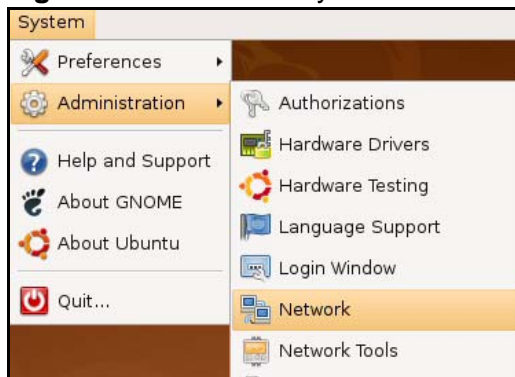 System
Preferences
Administration
Help and Support
About GNOME
About Ubuntu
Quit...
Authorizations
Hardware Drivers
Hardware Testing
Language Support
Login Window
Network
Network Tools